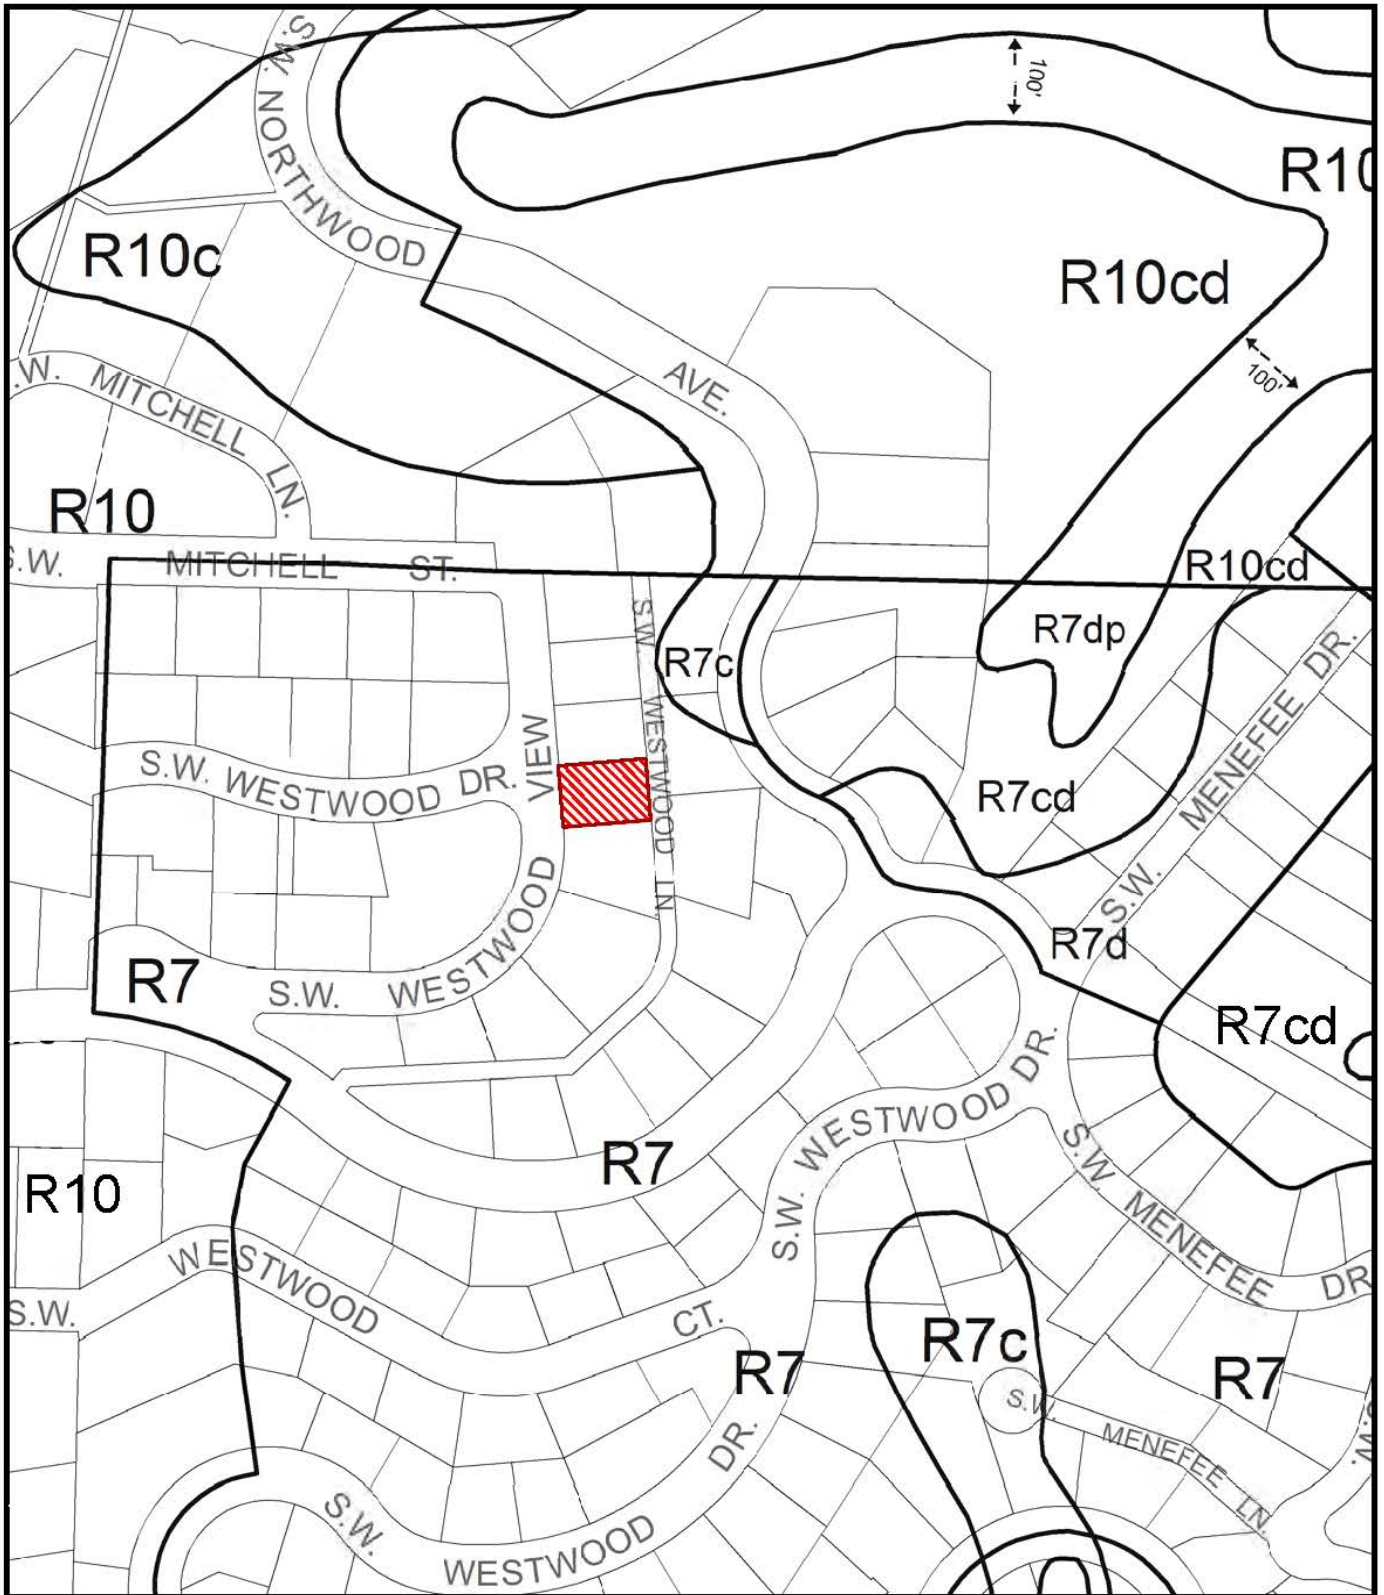 S.W. NORTHWOOD AVE.
100'
R10
R10c
R10cd
100'
.W. MITCHELL LN.
R10
S.W. MITCHELL ST.
R10cd
R7dp
S.W. WESTWOOD LN.
R7c
S.W. MENEFEE DR.
S.W. WESTWOOD DR.
S.W. WESTWOOD VIEW
R7cd
R7d
R7
R7cd
S.W. WESTWOOD DR.
R7
R10
S.W. MENEFEE DR
S.W. WESTWOOD CT.
R7c
R7
R7
S.W. MENEFEE LN.
S.W.
S.W. WESTWOOD DR.